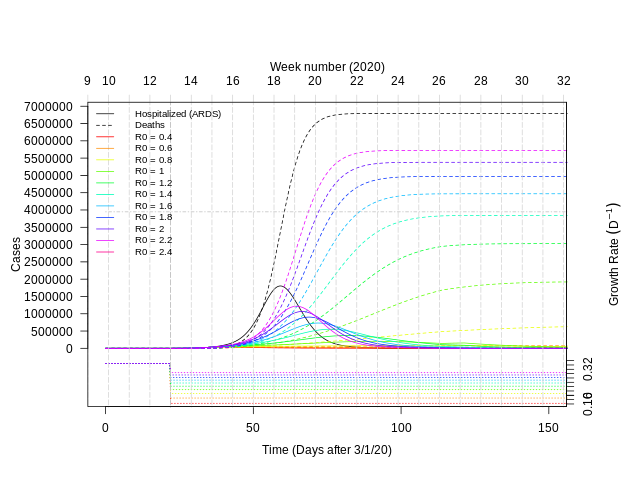 Week number (2020)
9 10 12 14 16 18 20 22 24 26 28 30 32
7000000
6500000
6000000
5500000
5000000
4500000
4000000
3500000
3000000
2500000
2000000
1500000
1000000
500000
0
Cases
Hospitalized (ARDS)
Deaths
R0 = 0.4
R0 = 0.6
R0 = 0.8
R0 = 1
R0 = 1.2
R0 = 1.4
R0 = 1.6
R0 = 1.8
R0 = 2
R0 = 2.2
R0 = 2.4
Growth Rate (D⁻¹)
0.32
0 50 100 150
Time (Days after 3/1/20)